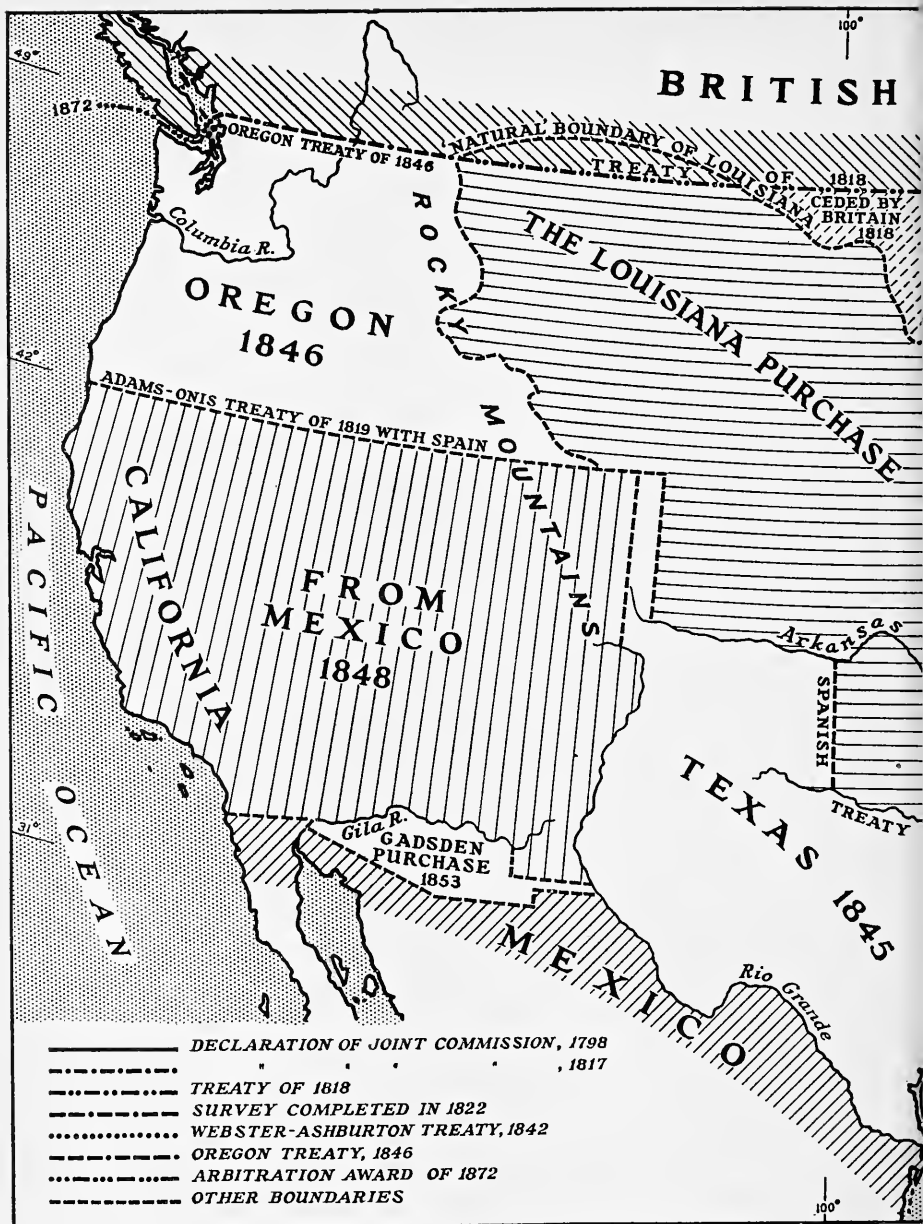 100°
49°
BRITISH
1872
OREGON TREATY OF 1846
NATURAL BOUNDARY OF LOUISIANA
TREATY OF 1818
CEDED BY
BRITAIN
1818
Columbia R.
ROCKY MOUNTAINS
THE LOUISIANA PURCHASE
OREGON
1846
42°
ADAMS-ONIS TREATY OF 1819 WITH SPAIN
PACIFIC OCEAN
CALIFORNIA
FROM
MEXICO
1848
Arkansas
SPANISH
TREATY
TEXAS 1845
31°
Gila R.
GADSDEN
PURCHASE
1853
MEXICO
Rio Grande
DECLARATION OF JOINT COMMISSION, 1798
" " " " , 1817
TREATY OF 1818
SURVEY COMPLETED IN 1822
WEBSTER-ASHBURTON TREATY, 1842
OREGON TREATY, 1846
ARBITRATION AWARD OF 1872
OTHER BOUNDARIES
100°